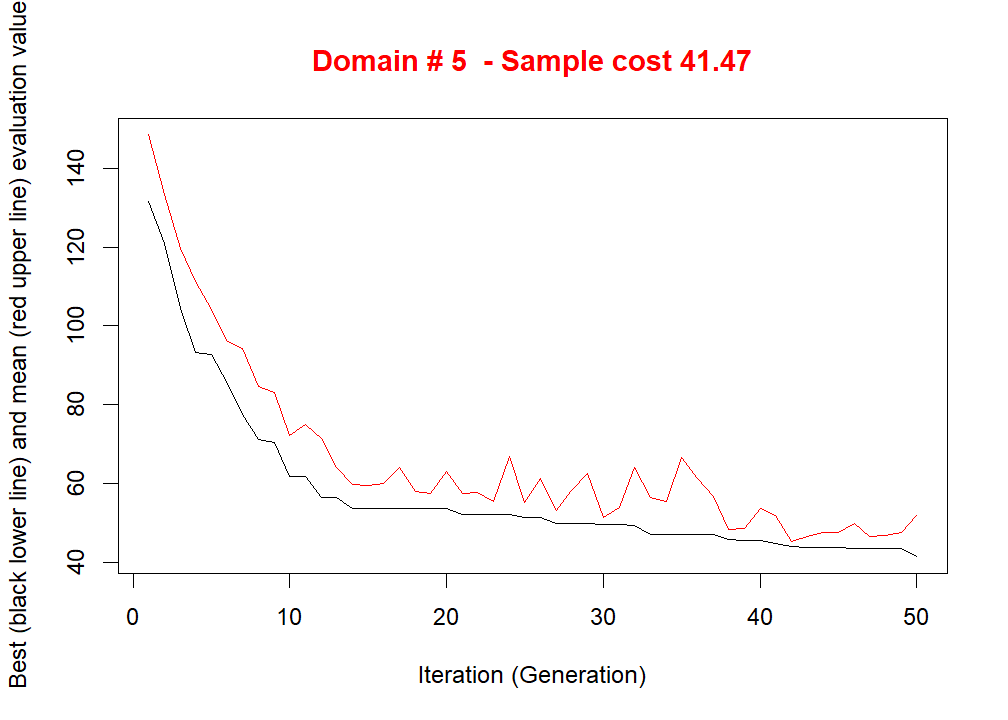 Domain # 5  - Sample cost 41.47
Best (black lower line) and mean (red upper line) evaluation value
140
120
100
80
60
40
0 10 20 30 40 50
Iteration (Generation)